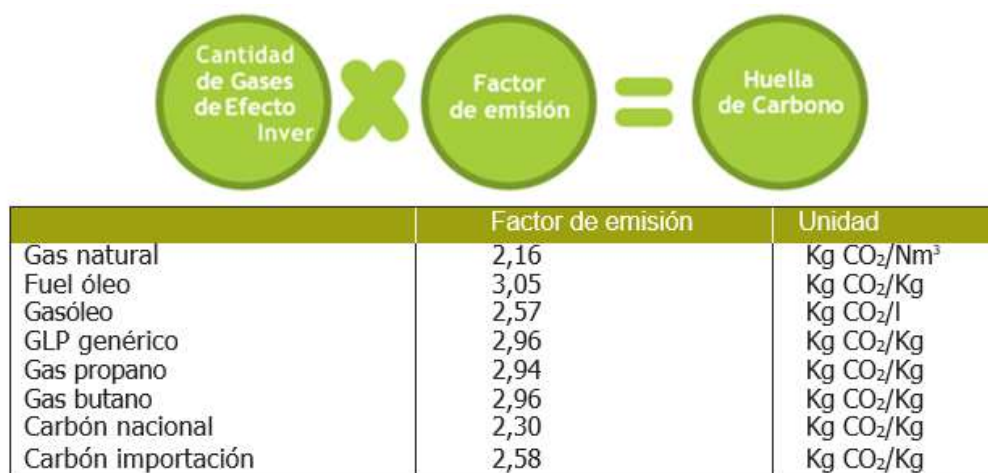 Cantidad
de Gases
de Efecto
Inver
Factor
de emisión
Huella
de Carbono
Factor de emisión Unidad
Gas natural 2,16 Kg CO₂/Nm³
Fuel óleo 3,05 Kg CO₂/Kg
Gasóleo 2,57 Kg CO₂/l
GLP genérico 2,96 Kg CO₂/Kg
Gas propano 2,94 Kg CO₂/Kg
Gas butano 2,96 Kg CO₂/Kg
Carbón nacional 2,30 Kg CO₂/Kg
Carbón importación 2,58 Kg CO₂/Kg